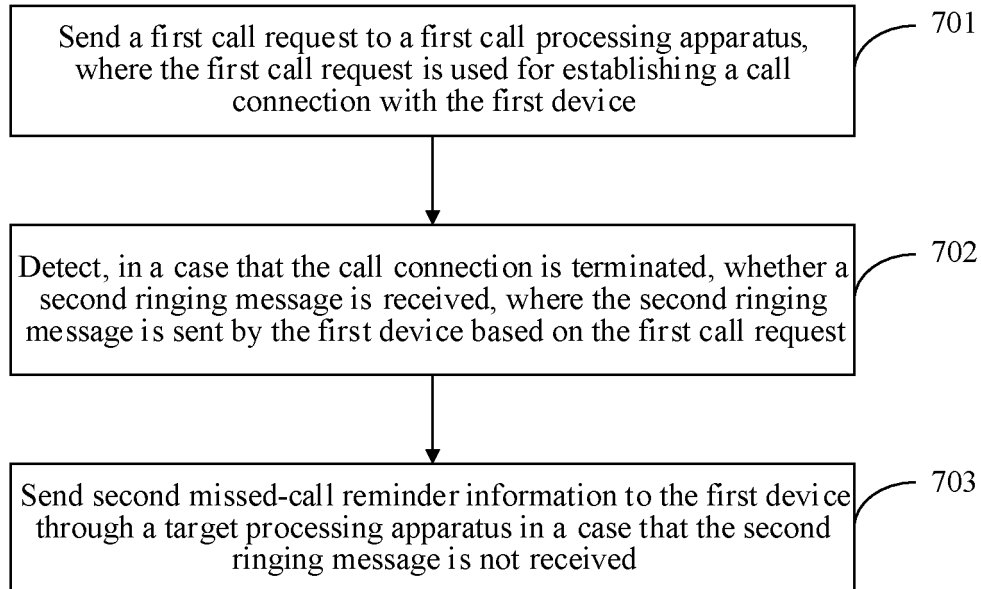 Send a first call request to a first call processing apparatus,
where the first call request is used for establishing a call
connection with the first device
701
Detect, in a case that the call connection is terminated, whether a
second ringing message is received, where the second ringing
message is sent by the first device based on the first call request
702
Send second missed-call reminder information to the first device
through a target processing apparatus in a case that the second
ringing message is not received
703